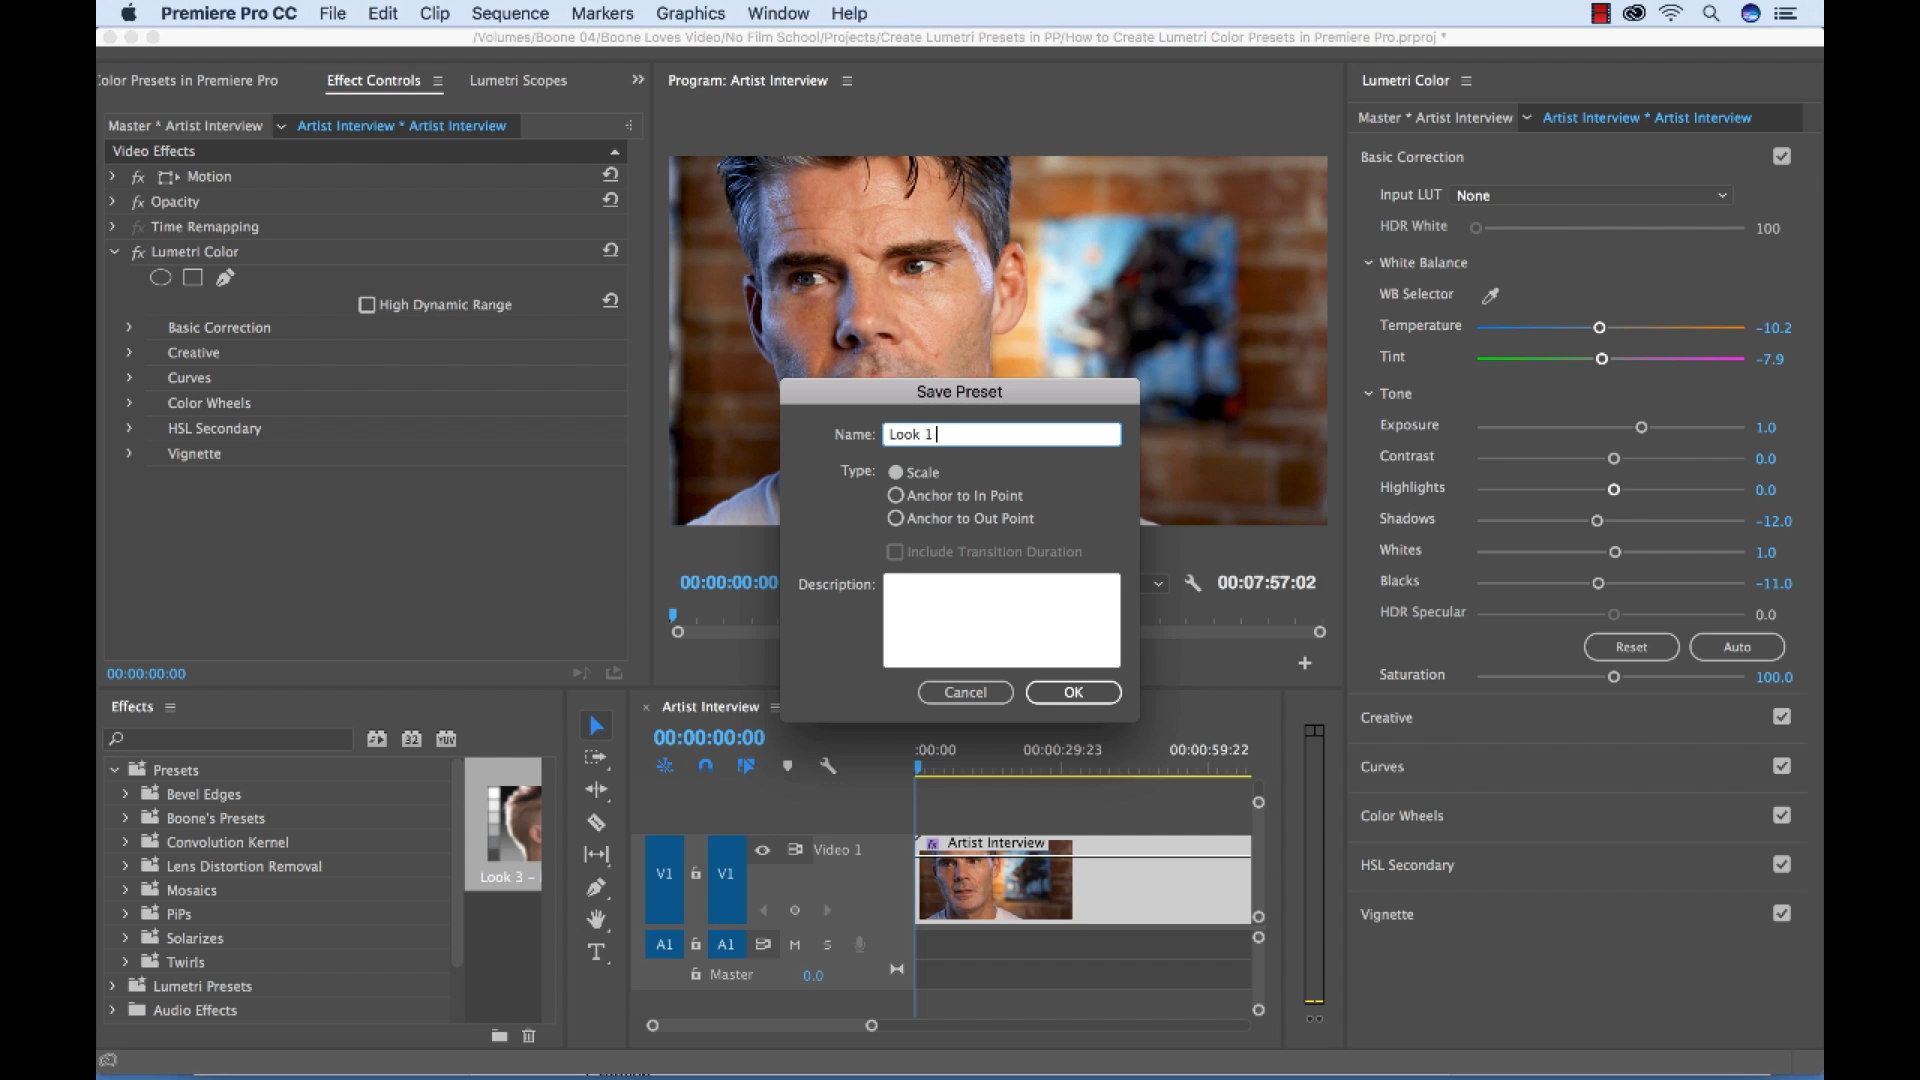 Premiere Pro CC File Edit Clip Sequence Markers Graphics Window Help
/Volumes/Boone 04/Boone Loves Video/No Film School/Projects/Create Lumetri Presets in PP/How to Create Lumetri Color Presets in Premiere Pro.prproj *
Color Presets in Premiere Pro Effect Controls Lumetri Scopes
Master * Artist Interview Artist Interview * Artist Interview
Video Effects
fx Motion
fx Opacity
fx Time Remapping
fx Lumetri Color
High Dynamic Range
Basic Correction
Creative
Curves
Color Wheels
HSL Secondary
Vignette
00:00:00:00
Program: Artist Interview
00:00:00:00
00:07:57:02
Save Preset
Name: Look 1
Type: Scale
Anchor to In Point
Anchor to Out Point
Include Transition Duration
Description:
Cancel OK
Lumetri Color
Master * Artist Interview Artist Interview * Artist Interview
Basic Correction
Input LUT None
HDR White 100
White Balance
WB Selector
Temperature -10.2
Tint -7.9
Tone
Exposure 1.0
Contrast 0.0
Highlights 0.0
Shadows -12.0
Whites 1.0
Blacks -11.0
HDR Specular 0.0
Reset Auto
Saturation 100.0
Creative
Curves
Color Wheels
HSL Secondary
Vignette
Effects
32 YUV
Presets
Bevel Edges
Boone's Presets
Convolution Kernel
Lens Distortion Removal
Mosaics
PiPs
Solarizes
Twirls
Lumetri Presets
Audio Effects
Look 3 –
Artist Interview
00:00:00:00
:00:00 00:00:29:23 00:00:59:22
V1 V1 Video 1
fx Artist Interview
A1 A1 M S
Master 0.0